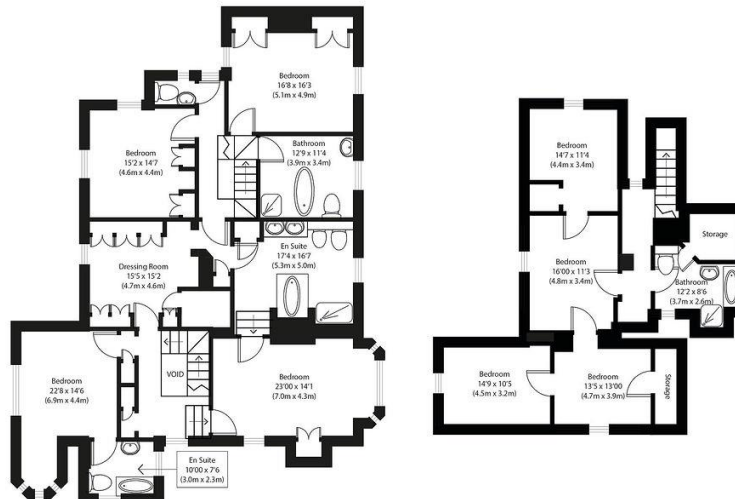 Bedroom
16'8 x 16'3
(5.1m x 4.9m)
Bedroom
15'2 x 14'7
(4.6m x 4.4m)
Bathroom
12'9 x 11'4
(3.9m x 3.4m)
En Suite
17'4 x 16'7
(5.3m x 5.0m)
Dressing Room
15'5 x 15'2
(4.7m x 4.6m)
Bedroom
22'8 x 14'6
(6.9m x 4.4m)
VOID
Bedroom
23'00 x 14'1
(7.0m x 4.3m)
En Suite
10'00 x 7'6
(3.0m x 2.3m)
Bedroom
14'7 x 11'4
(4.4m x 3.4m)
Storage
Bedroom
16'00 x 11'3
(4.8m x 3.4m)
Bathroom
12'2 x 8'6
(3.7m x 2.6m)
Bedroom
14'9 x 10'5
(4.5m x 3.2m)
Bedroom
13'5 x 13'00
(4.7m x 3.9m)
Storage